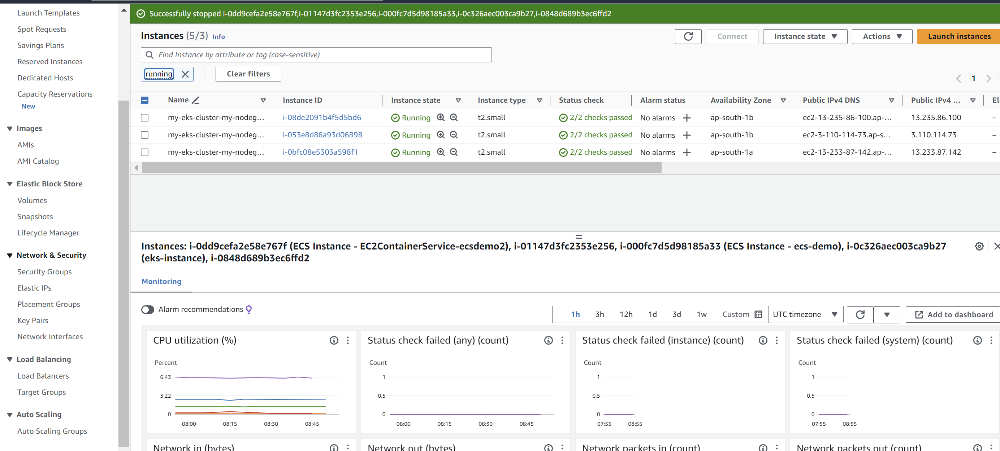 Launch Templates
Spot Requests
Savings Plans
Reserved Instances
Dedicated Hosts
Capacity Reservations
New
Images
AMIs
AMI Catalog
Elastic Block Store
Volumes
Snapshots
Lifecycle Manager
Network & Security
Security Groups
Elastic IPs
Placement Groups
Key Pairs
Network Interfaces
Load Balancing
Load Balancers
Target Groups
Auto Scaling
Auto Scaling Groups
Successfully stopped i-0dd9cefa2e58e767f,i-01147d3fc2353e256,i-000fc7d5d98185a33,i-0c326aec003ca9b27,i-0848d689b3ec6ffd2
Instances (5/3) Info
Connect Instance state Actions Launch instances
Find Instance by attribute or tag (case-sensitive)
running Clear filters
1
Name Instance ID Instance state Instance type Status check Alarm status Availability Zone Public IPv4 DNS Public IPv4 ... El
my-eks-cluster-my-nodeg... i-08de2091b4f5d5bd6 Running t2.small 2/2 checks passed No alarms + ap-south-1b ec2-13-235-86-100.ap-... 13.235.86.100 –
my-eks-cluster-my-nodeg... i-053e8d86a93d06898 Running t2.small 2/2 checks passed No alarms + ap-south-1b ec2-3-110-114-73.ap-s... 3.110.114.73 –
my-eks-cluster-my-nodeg... i-0bfc08e5303a598f1 Running t2.small 2/2 checks passed No alarms + ap-south-1a ec2-13-233-87-142.ap-... 13.233.87.142 –
Instances: i-0dd9cefa2e58e767f (ECS Instance - EC2ContainerService-ecsdemo2), i-01147d3fc2353e256, i-000fc7d5d98185a33 (ECS Instance - ecs-demo), i-0c326aec003ca9b27
(eks-instance), i-0848d689b3ec6ffd2
Monitoring
Alarm recommendations
1h 3h 12h 1d 3d 1w Custom UTC timezone Add to dashboard
CPU utilization (%)
Percent
6.43
3.22
0
08:00 08:15 08:30 08:45
Status check failed (any) (count)
Count
1
0.5
0
08:00 08:15 08:30 08:45
Status check failed (instance) (count)
Count
1
0.5
0
07:55 08:55
Status check failed (system) (count)
Count
1
0.5
0
07:55 08:55
Network in (bytes)
Network out (bytes)
Network packets in (count)
Network packets out (count)